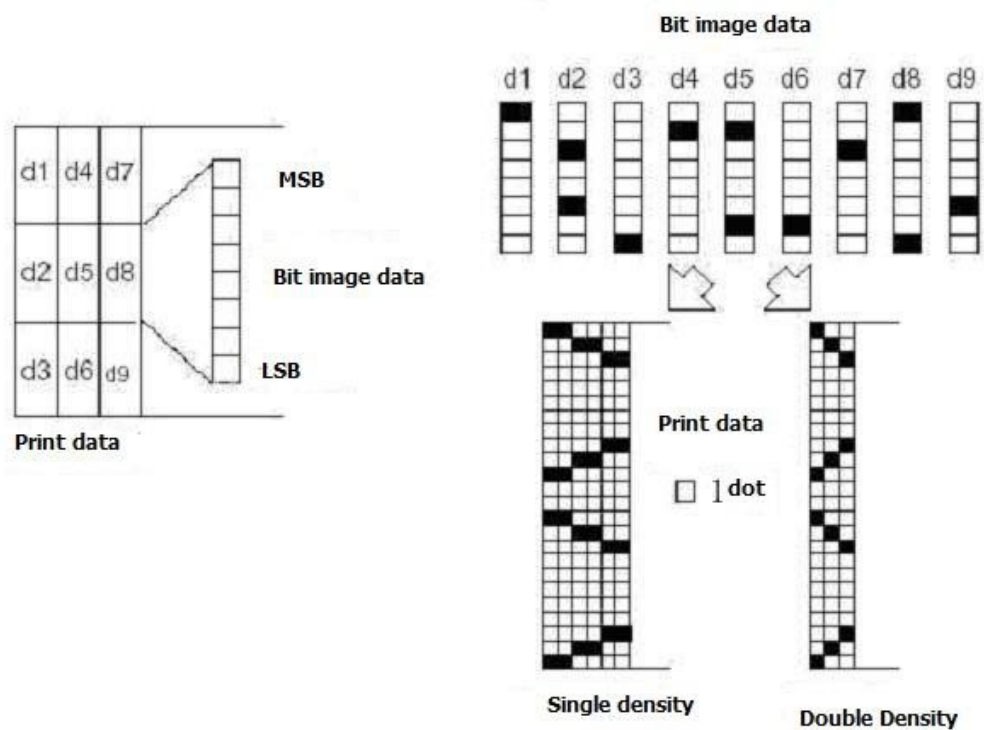 Bit image data
d1 d2 d3 d4 d5 d6 d7 d8 d9
d1 d4 d7
d2 d5 d8
d3 d6 d9
MSB
Bit image data
LSB
Print data
Print data
1 dot
Single density
Double Density